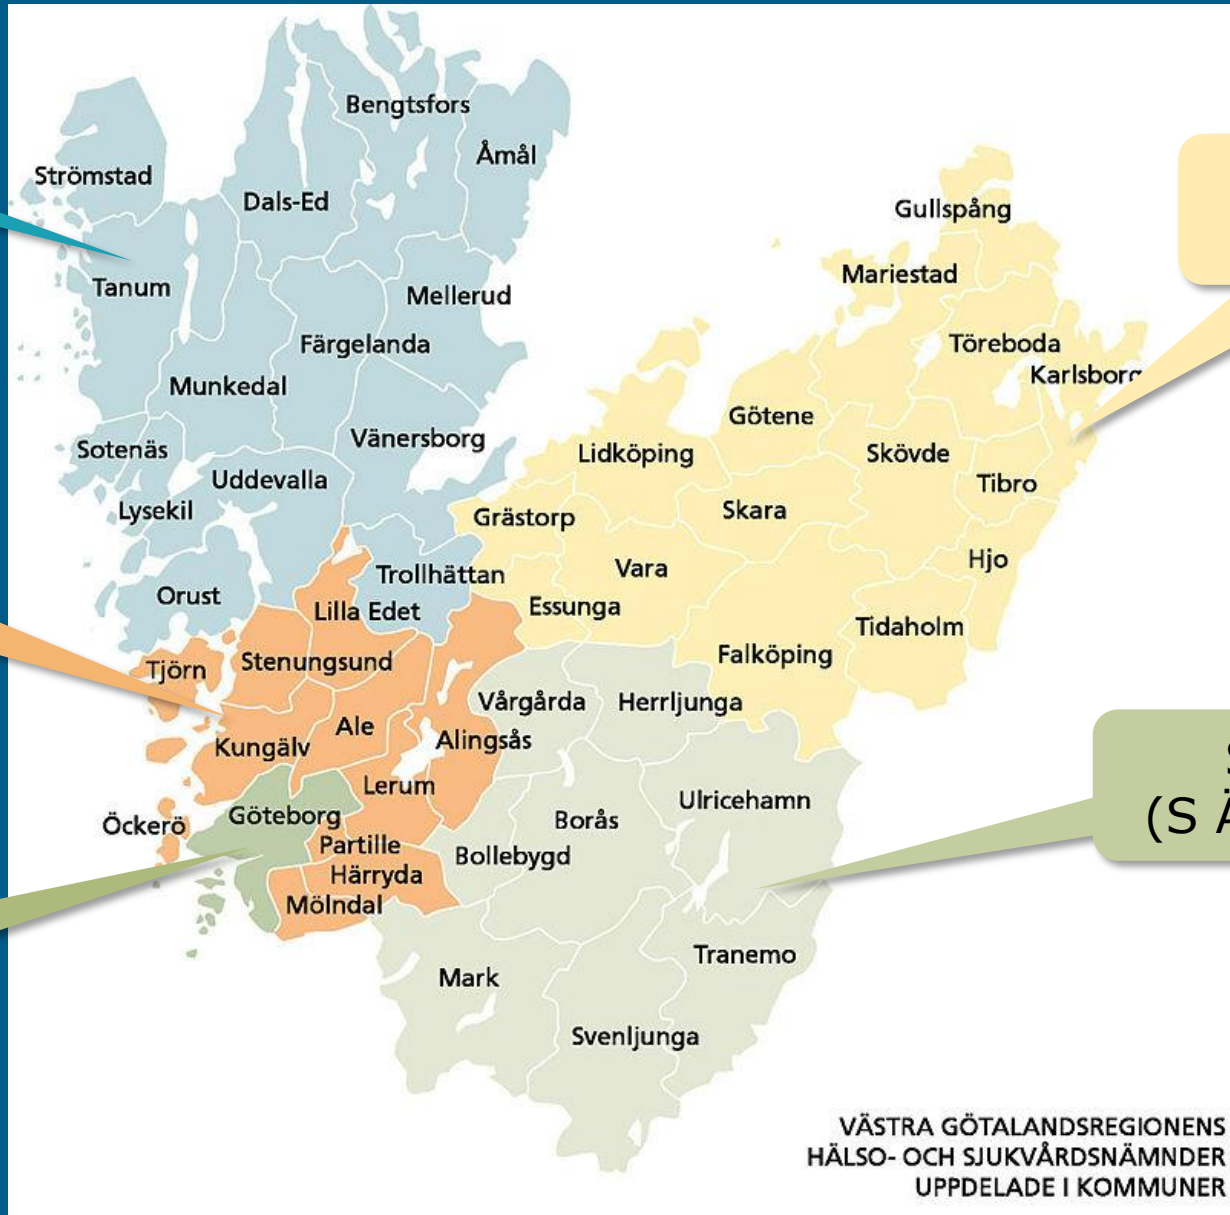 Bengtsfors
Åmål
Strömstad
Dals-Ed
Gullspång
Mariestad
Tanum
Mellerud
Färgelanda
Töreboda
Karlsborg
Munkedal
Götene
Sotenäs
Vänersborg
Lidköping
Skövde
Uddevalla
Tibro
Lysekil
Grästorp
Skara
Hjo
Orust
Trollhättan
Vara
Lilla Edet
Essunga
Tidaholm
Tjörn
Stenungsund
Falköping
Vårgårda
Herrljunga
Kungälv
Ale
Alingsås
Lerum
Ulricehamn
Öckerö
Göteborg
Borås
Partille
Bollebygd
Härryda
Mölndal
Tranemo
Mark
Svenljunga
(S
VÄSTRA GÖTALANDSREGIONENS
HÄLSO- OCH SJUKVÅRDSNÄMNDER
UPPDELADE I KOMMUNER